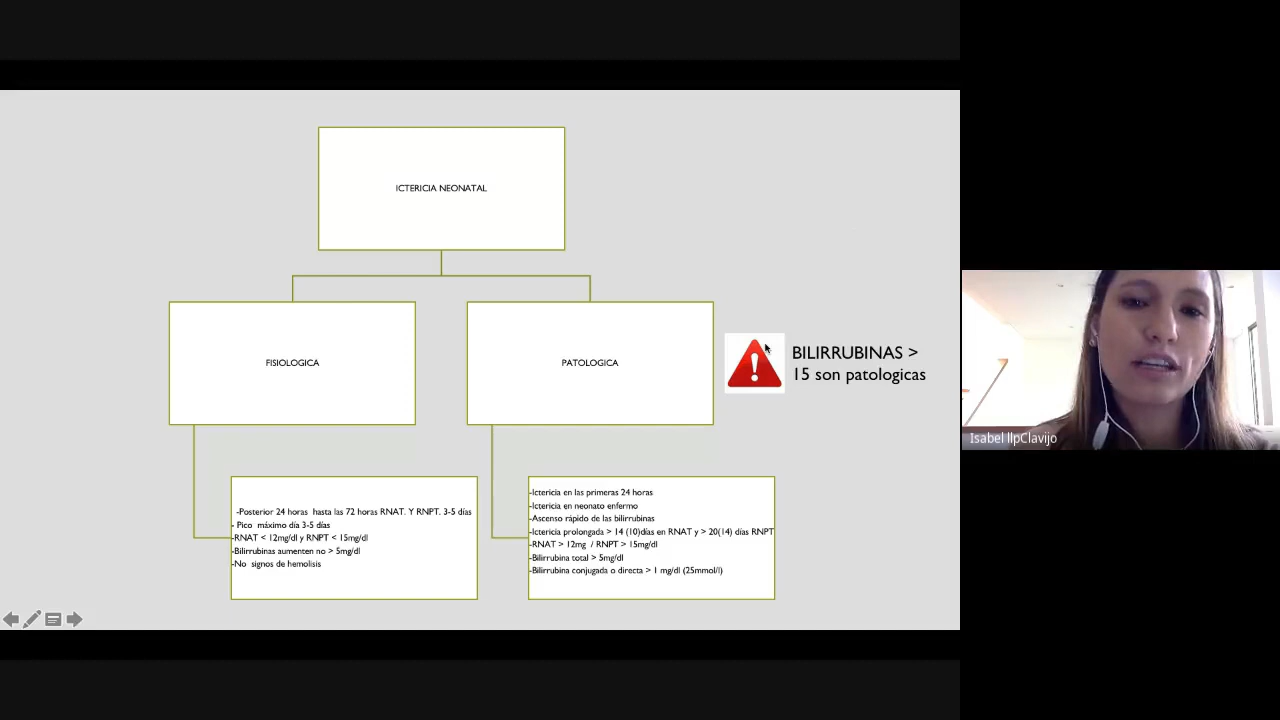 ICTERICIA NEONATAL
FISIOLOGICA
PATOLOGICA
BILIRRUBINAS >
15 son patologicas
-Posterior 24 horas hasta las 72 horas RNAT. Y RNPT. 3-5 días
- Pico máximo día 3-5 días
-RNAT < 12mg/dl y RNPT < 15mg/dl
-Bilirrubinas aumenten no > 5mg/dl
-No signos de hemolisis
-Ictericia en las primeras 24 horas
-Ictericia en neonato enfermo
-Ascenso rápido de las bilirrubinas
-Ictericia prolongada > 14 (10)días en RNAT y > 20(14) días RNPT
-RNAT > 12mg / RNPT > 15mg/dl
-Bilirrubina total > 5mg/dl
-Bilirrubina conjugada o directa > 1 mg/dl (25mmol/l)
Isabel llpClavijo